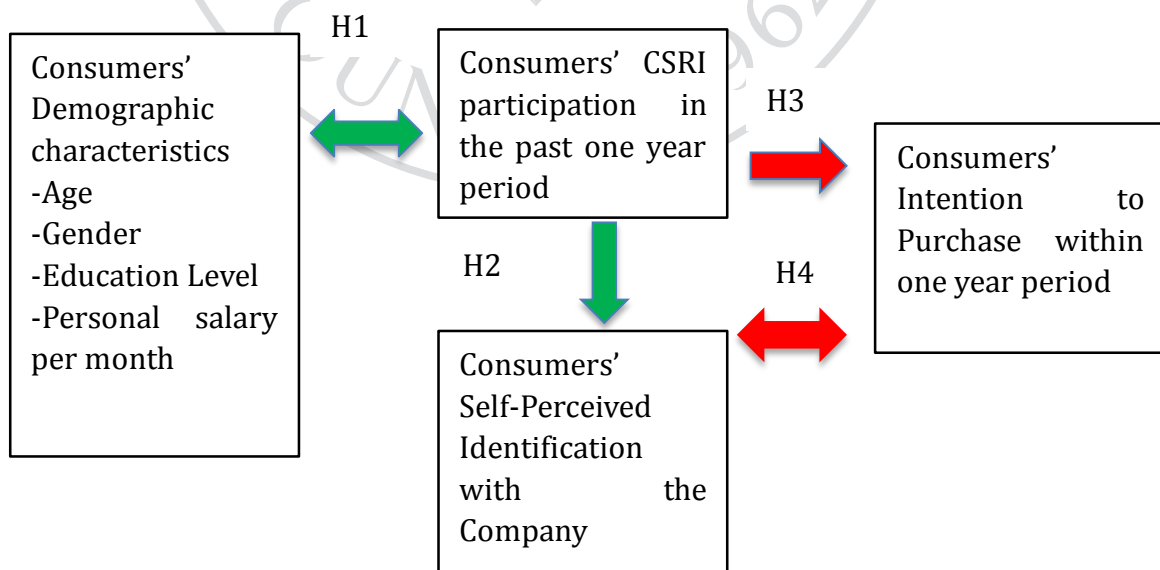 H1
Consumers’
Demographic
characteristics
-Age
-Gender
-Education Level
-Personal salary
per month
Consumers’ CSRI
participation in
the past one year
period
H3
Consumers’
Intention to
Purchase within
one year period
H2
H4
Consumers’
Self-Perceived
Identification
with the
Company